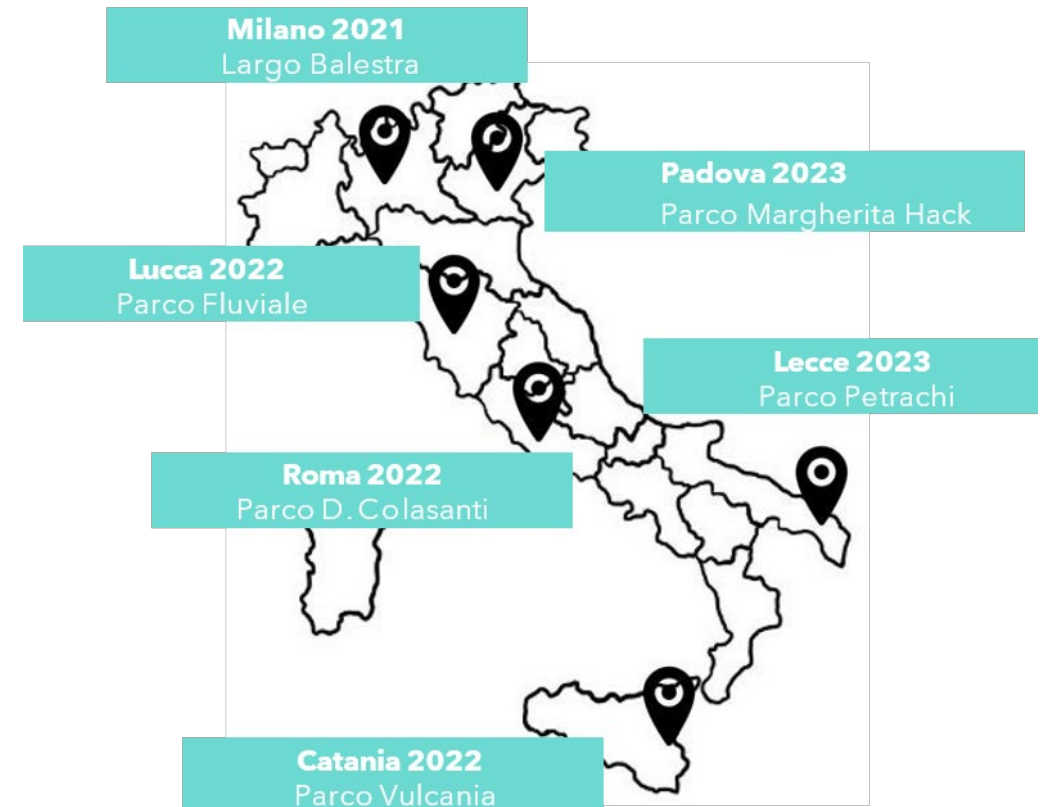 Milano 2021
Largo Balestra
Padova 2023
Parco Margherita Hack
Lucca 2022
Parco Fluviale
Lecce 2023
Parco Petrachi
Roma 2022
Parco D. Colasanti
Catania 2022
Parco Vulcania